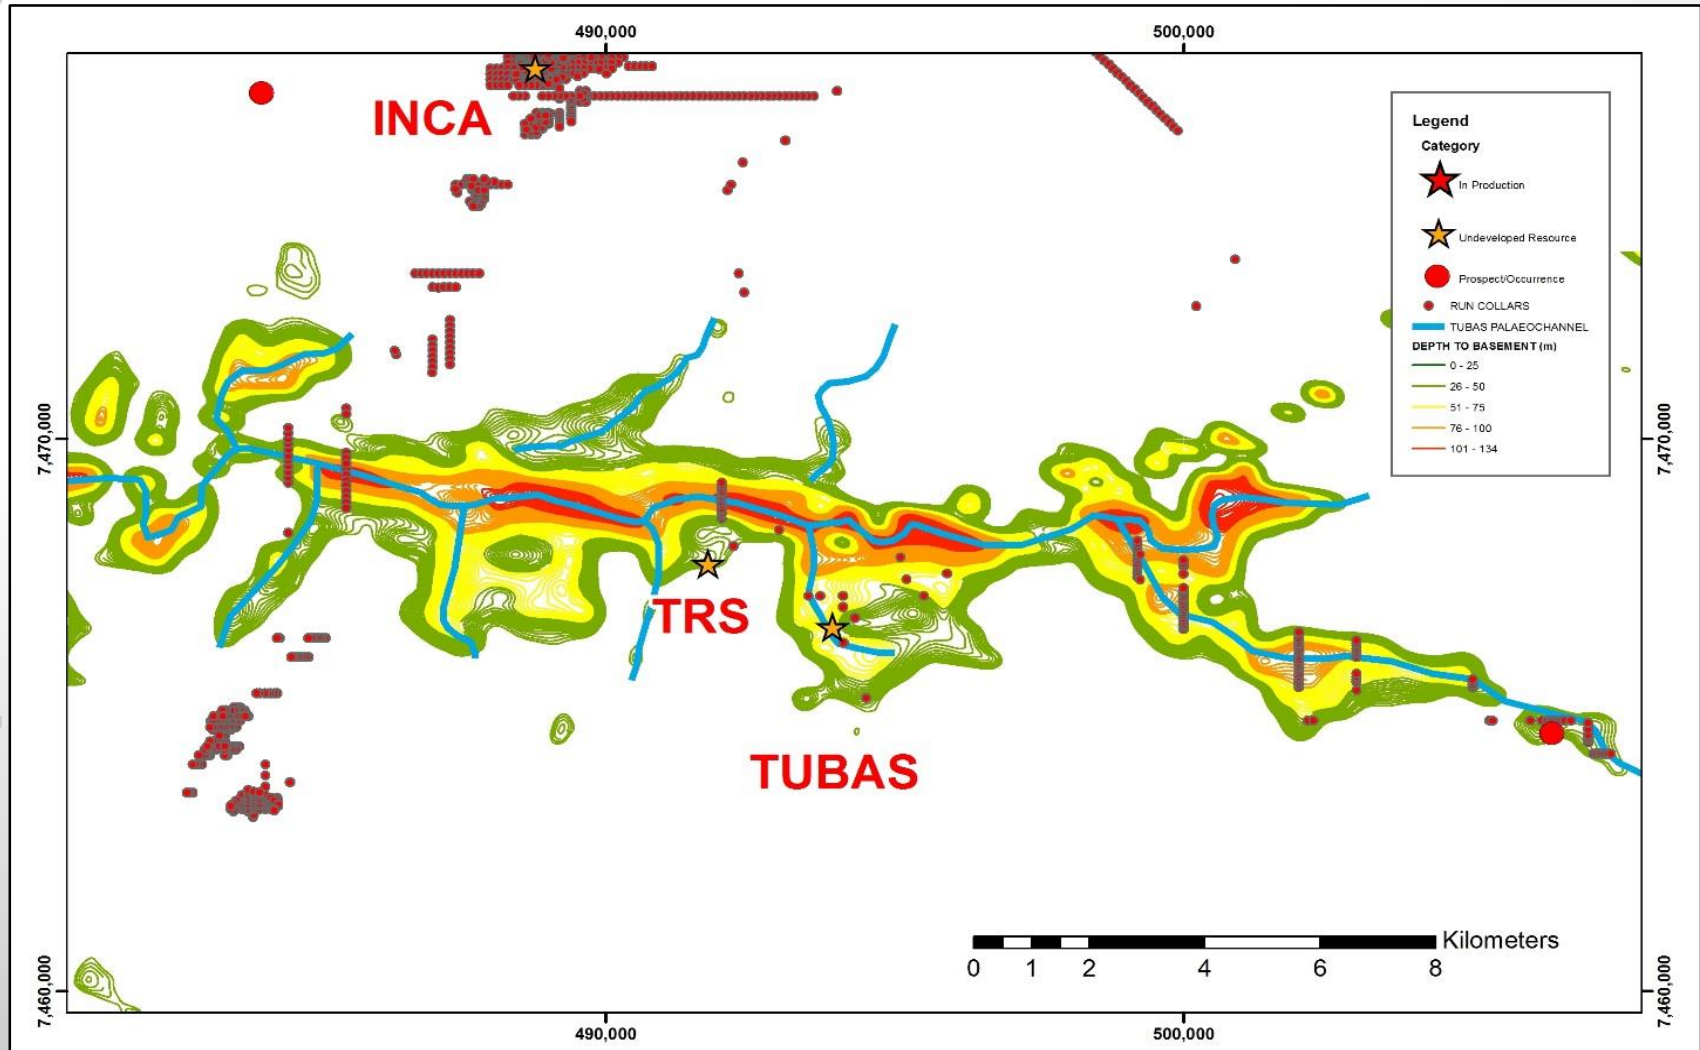 490,000
500,000
INCA
Legend
Category
In Production
Undeveloped Resource
Prospect/Occurrence
RUN COLLARS
TUBAS PALAEOCHANNEL
DEPTH TO BASEMENT (m)
0 - 25
26 - 50
51 - 75
76 - 100
101 - 134
7,470,000
7,470,000
TRS
TUBAS
Kilometers
0 1 2 4 6 8
7,460,000
7,460,000
490,000
500,000